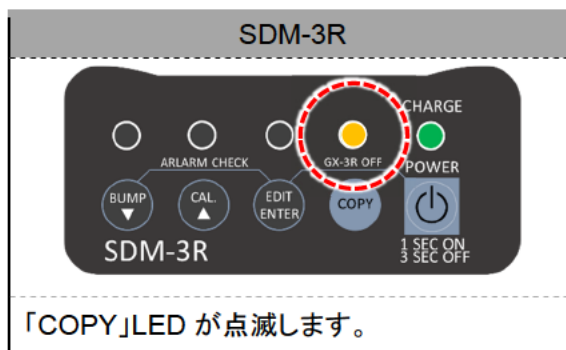 SDM-3R
CHARGE
ARLARM CHECK
GX-3R OFF
POWER
BUMP
▼
CAL.
▲
EDIT
ENTER
COPY
SDM-3R
1 SEC ON
3 SEC OFF
「COPY」LED が点滅します。